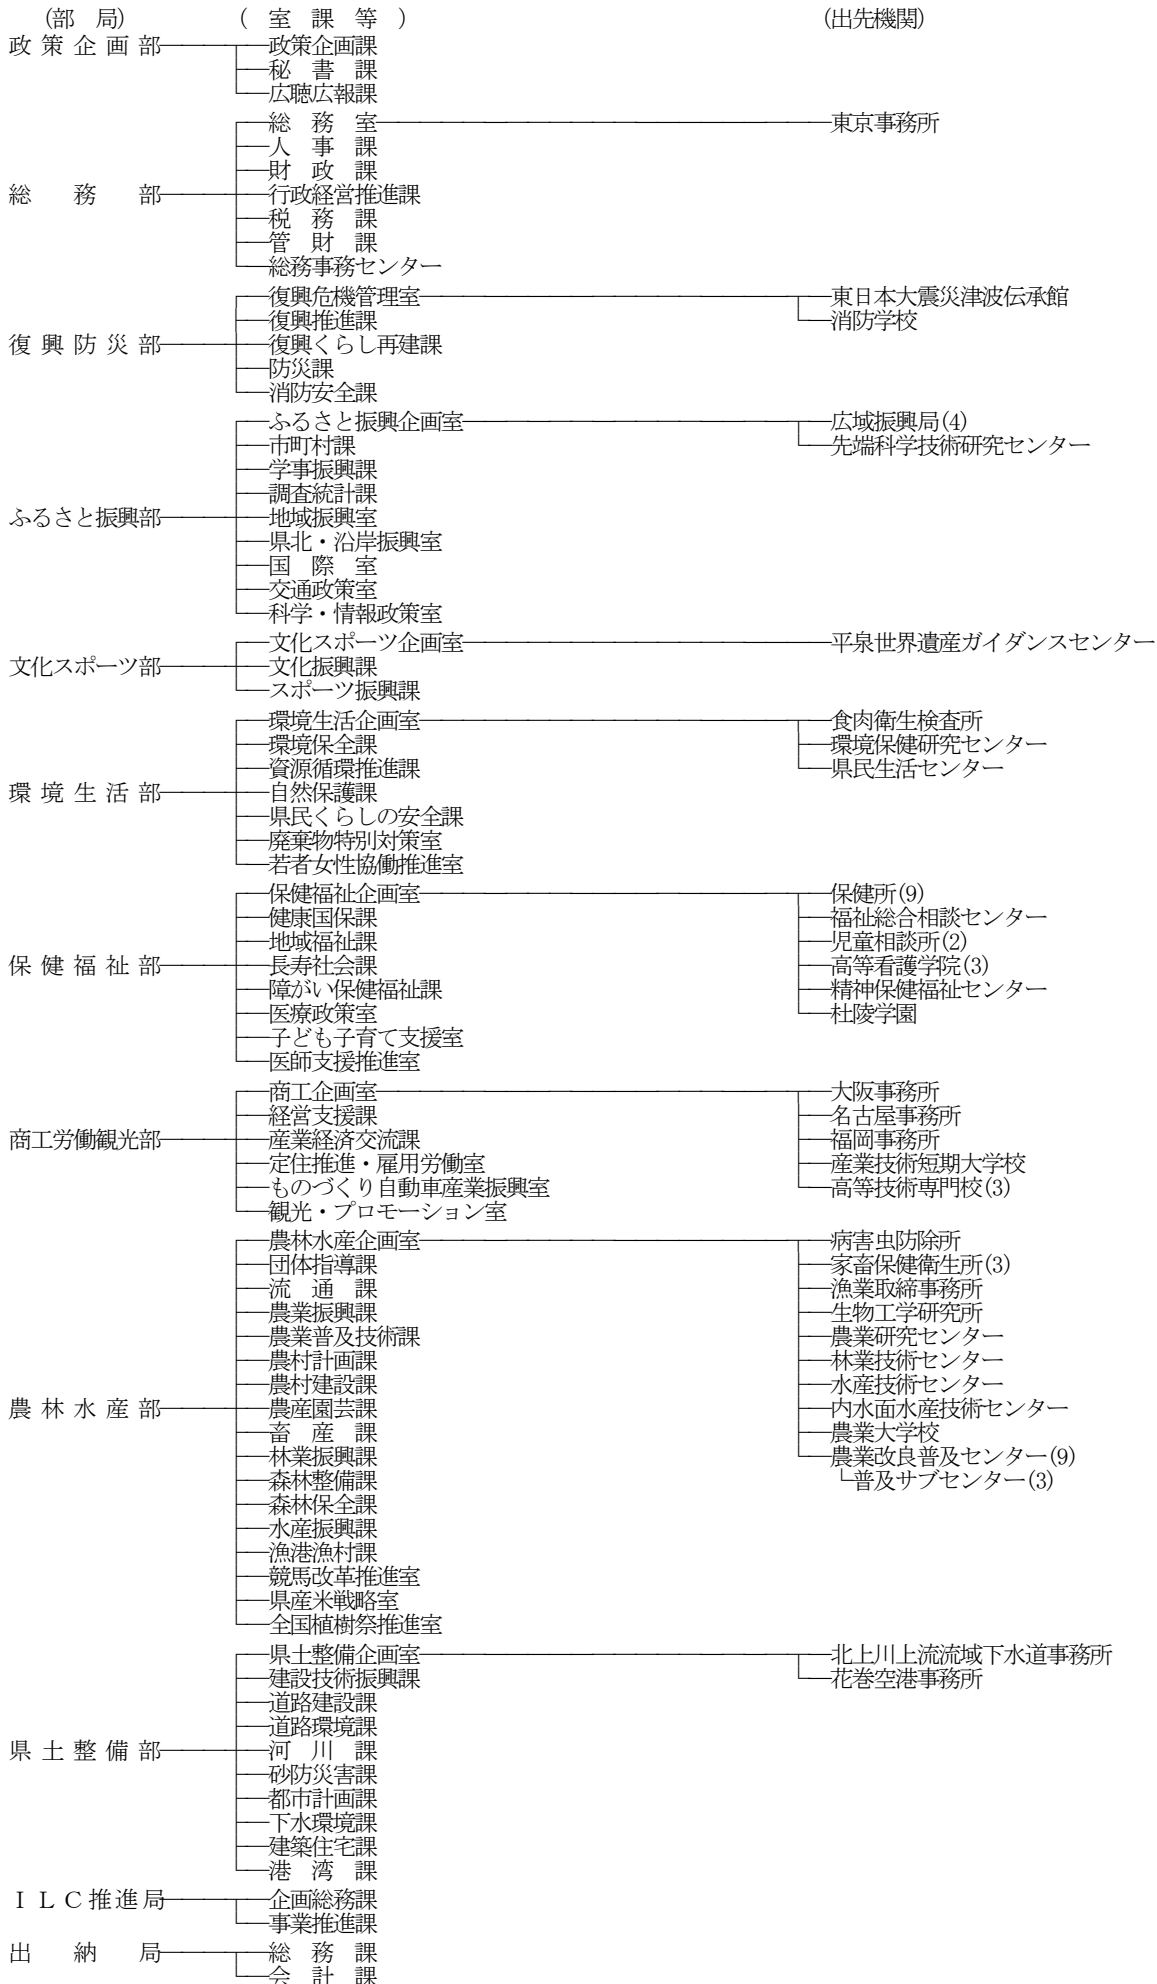 (部　局)　(　室　課　等　)　(出先機関)
政策企画部　政策企画課
秘　書　課
広聴広報課
総　務　室　東京事務所
人　事　課
財　政　課
総　務　部　行政経営推進課
税　務　課
管　財　課
総務事務センター
復興危機管理室　東日本大震災津波伝承館
復興推進課　消防学校
復興防災部　復興くらし再建課
防災課
消防安全課
ふるさと振興企画室　広域振興局(4)
市町村課　先端科学技術研究センター
学事振興課
調査統計課
ふるさと振興部　地域振興室
県北・沿岸振興室
国　際　室
交通政策室
科学・情報政策室
文化スポーツ企画室　平泉世界遺産ガイダンスセンター
文化スポーツ部　文化振興課
スポーツ振興課
環境生活企画室　食肉衛生検査所
環境保全課　環境保健研究センター
資源循環推進課　県民生活センター
環境生活部　自然保護課
県民くらしの安全課
廃棄物特別対策室
若者女性協働推進室
保健福祉企画室　保健所(9)
健康国保課　福祉総合相談センター
地域福祉課　児童相談所(2)
保健福祉部　長寿社会課　高等看護学院(3)
障がい保健福祉課　精神保健福祉センター
医療政策室　杜陵学園
子ども子育て支援室
医師支援推進室
商工企画室　大阪事務所
経営支援課　名古屋事務所
商工労働観光部　産業経済交流課　福岡事務所
定住推進・雇用労働室　産業技術短期大学校
ものづくり自動車産業振興室　高等技術専門校(3)
観光・プロモーション室
農林水産企画室　病害虫防除所
団体指導課　家畜保健衛生所(3)
流　通　課　漁業取締事務所
農業振興課　生物工学研究所
農業普及技術課　農業研究センター
農村計画課　林業技術センター
農村建設課　水産技術センター
農林水産部　農産園芸課　内水面水産技術センター
畜　産　課　農業大学校
林業振興課　農業改良普及センター(9)
森林整備課　普及サブセンター(3)
森林保全課
水産振興課
漁港漁村課
競馬改革推進室
県産米戦略室
全国植樹祭推進室
県土整備企画室　北上川上流流域下水道事務所
建設技術振興課　花巻空港事務所
道路建設課
道路環境課
県土整備部　河　川　課
砂防災害課
都市計画課
下水環境課
建築住宅課
港　湾　課
ＩＬＣ推進局　企画総務課
事業推進課
出　納　局　総　務　課
会　計　課